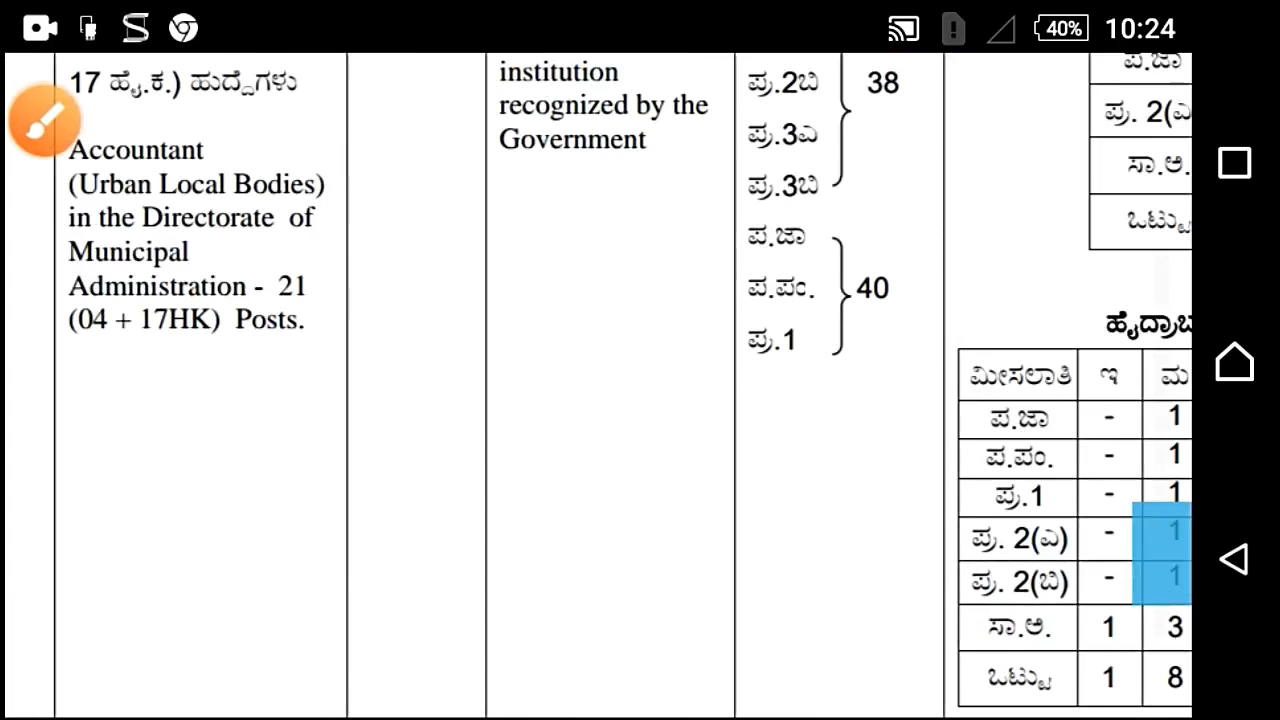 40%
10:24
17 ಹೈ.ಕ.) ಹುದ್ದೆಗಳು
Accountant
(Urban Local Bodies)
in the Directorate of
Municipal
Administration - 21
(04 + 17HK) Posts.
institution
recognized by the
Government
ಪ್ರ.2ಬಿ
ಪ್ರ.3ಎ
ಪ್ರ.3ಬಿ
38
ಪ.ಜಾ
ಪ.ಪಂ.
ಪ್ರ.1
40
ಪ.ಜಾ
ಪ್ರ. 2(ಎ
ಸಾ.ಅ.
ಒಟ್ಟು
ಹೈದ್ರಾಬ
ಮೀಸಲಾತಿ ಇ ಮ
ಪ.ಜಾ - 1
ಪ.ಪಂ. - 1
ಪ್ರ.1 - 1
ಪ್ರ. 2(ಎ) - 1
ಪ್ರ. 2(ಬಿ) - 1
ಸಾ.ಅ. 1 3
ಒಟ್ಟು 1 8